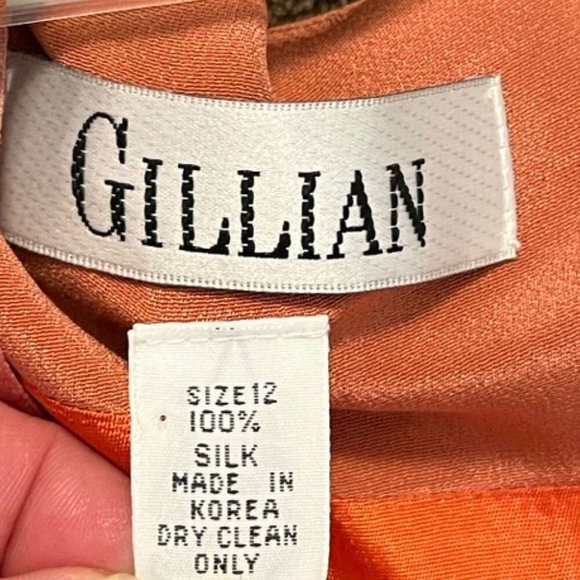 GILLIAN
SIZE 12
100%
SILK
MADE IN
KOREA
DRY CLEAN
ONLY